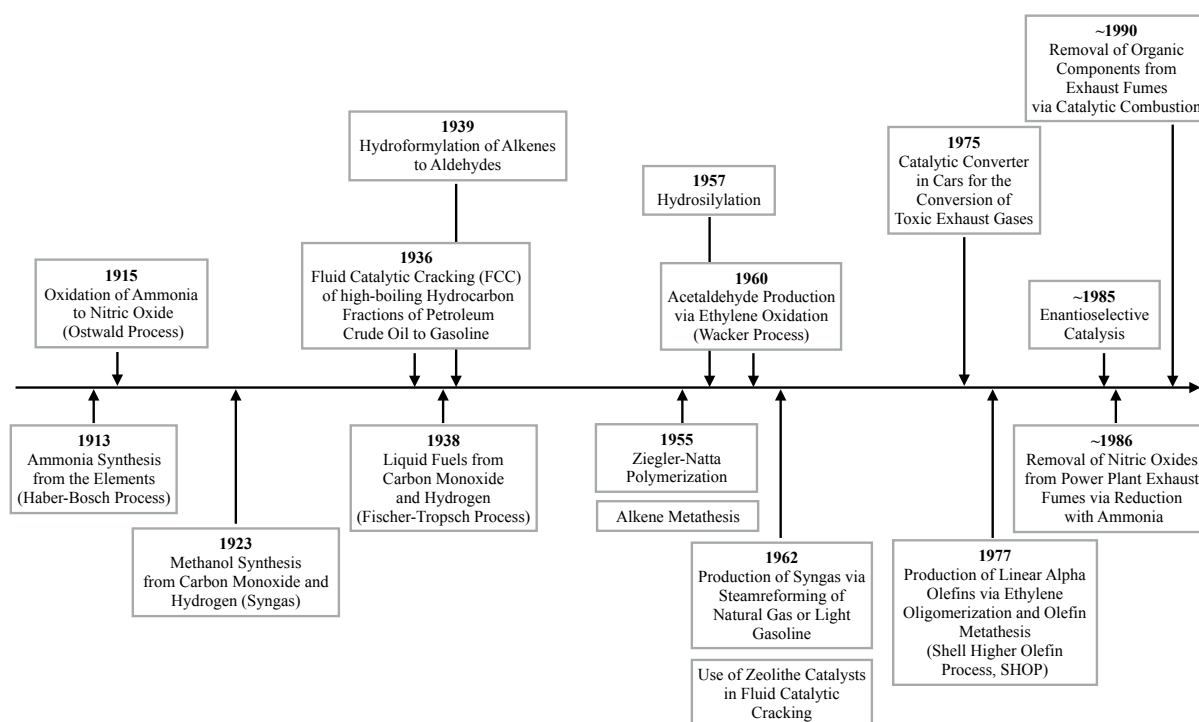 ~1990
Removal of Organic
Components from
Exhaust Fumes
via Catalytic Combustion
1939
Hydroformylation of Alkenes
to Aldehydes
1975
Catalytic Converter
in Cars for the
Conversion of
Toxic Exhaust Gases
1957
Hydrosilylation
1915
Oxidation of Ammonia
to Nitric Oxide
(Ostwald Process)
1936
Fluid Catalytic Cracking (FCC)
of high-boiling Hydrocarbon
Fractions of Petroleum
Crude Oil to Gasoline
1960
Acetaldehyde Production
via Ethylene Oxidation
(Wacker Process)
~1985
Enantioselective
Catalysis
1913
Ammonia Synthesis
from the Elements
(Haber-Bosch Process)
1923
Methanol Synthesis
from Carbon Monoxide and
Hydrogen (Syngas)
1938
Liquid Fuels from
Carbon Monoxide
and Hydrogen
(Fischer-Tropsch Process)
1955
Ziegler-Natta
Polymerization
Alkene Metathesis
1962
Production of Syngas via
Steamreforming of
Natural Gas or Light
Gasoline
Use of Zeolithe Catalysts
in Fluid Catalytic
Cracking
1977
Production of Linear Alpha
Olefins via Ethylene
Oligomerization and Olefin
Metathesis
(Shell Higher Olefin
Process, SHOP)
~1986
Removal of Nitric Oxides
from Power Plant Exhaust
Fumes via Reduction
with Ammonia